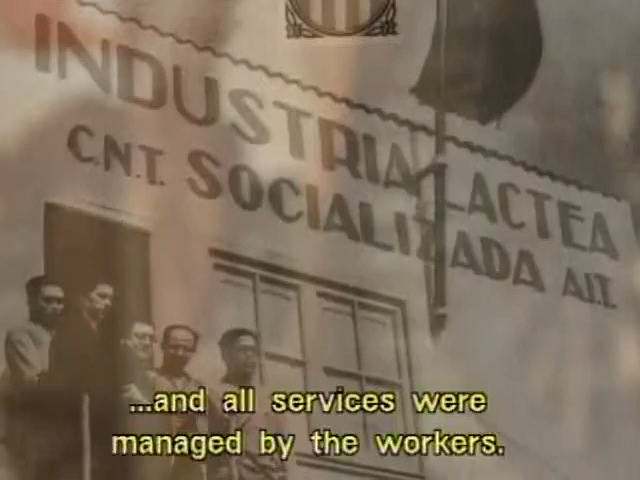 INDUSTRIA LACTEA
C.N.T. SOCIALIZADA A.I.T.
...and all services were
managed by the workers.